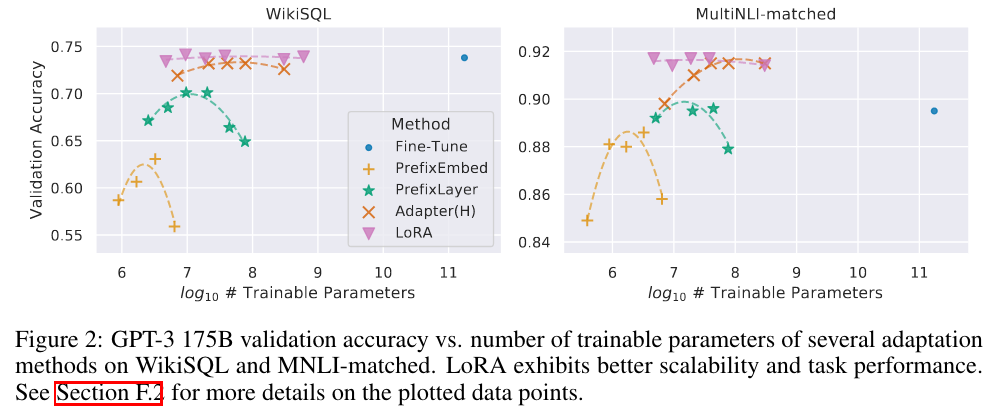 WikiSQL
MultiNLI-matched
Validation Accuracy
0.75
0.70
0.65
0.60
0.55
6 7 8 9 10 11
log10 # Trainable Parameters
Method
Fine-Tune
PrefixEmbed
PrefixLayer
Adapter(H)
LoRA
0.92
0.90
0.88
0.86
0.84
6 7 8 9 10 11
log10 # Trainable Parameters
Figure 2: GPT-3 175B validation accuracy vs. number of trainable parameters of several adaptation
methods on WikiSQL and MNLI-matched. LoRA exhibits better scalability and task performance.
See Section F.2 for more details on the plotted data points.